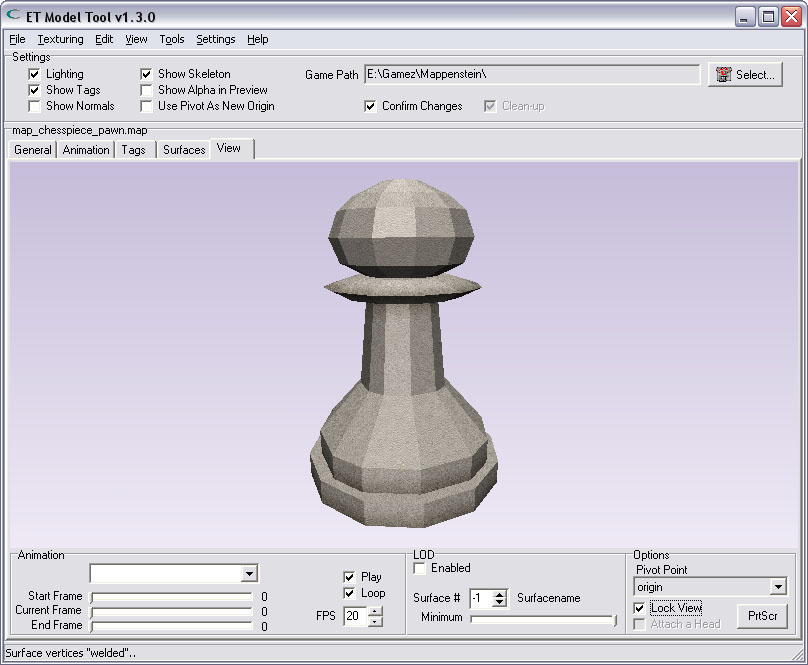 ET Model Tool v1.3.0
File Texturing Edit View Tools Settings Help
Settings
Lighting Show Skeleton Game Path E:\Gamez\Mappenstein\ Select...
Show Tags Show Alpha in Preview
Show Normals Use Pivot As New Origin Confirm Changes Clean-up
map_chesspiece_pawn.map
General Animation Tags Surfaces View
Animation LOD Options
Enabled Pivot Point
Play origin
Start Frame 0 Loop Surface # -1 Surfacename Lock View
Current Frame 0 FPS 20 Minimum PrtScr
End Frame 0 Attach a Head
Surface vertices "welded"..